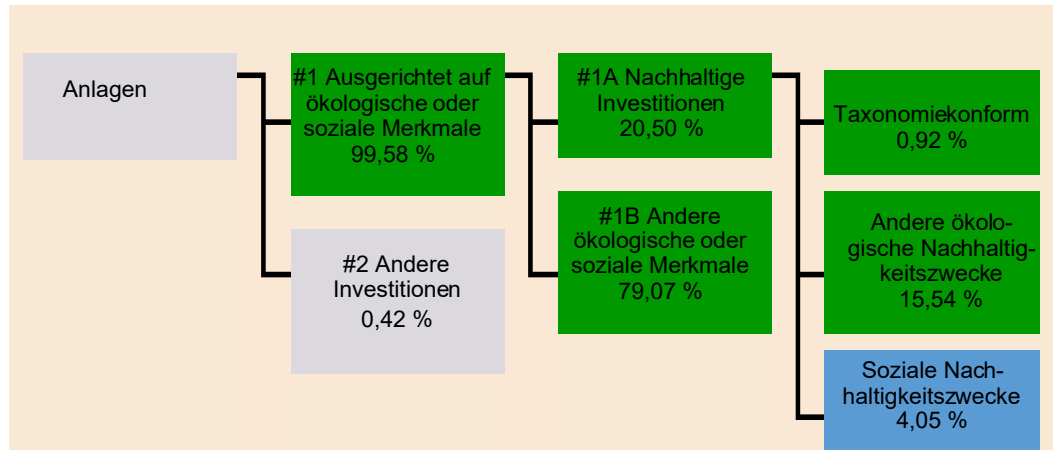 Anlagen
#1 Ausgerichtet auf
ökologische oder
soziale Merkmale
99,58 %
#2 Andere
Investitionen
0,42 %
#1A Nachhaltige
Investitionen
20,50 %
#1B Andere
ökologische oder
soziale Merkmale
79,07 %
Taxonomiekonform
0,92 %
Andere ökolo-
gische Nachhaltig-
keitszwecke
15,54 %
Soziale Nach-
haltigkeitszwecke
4,05 %